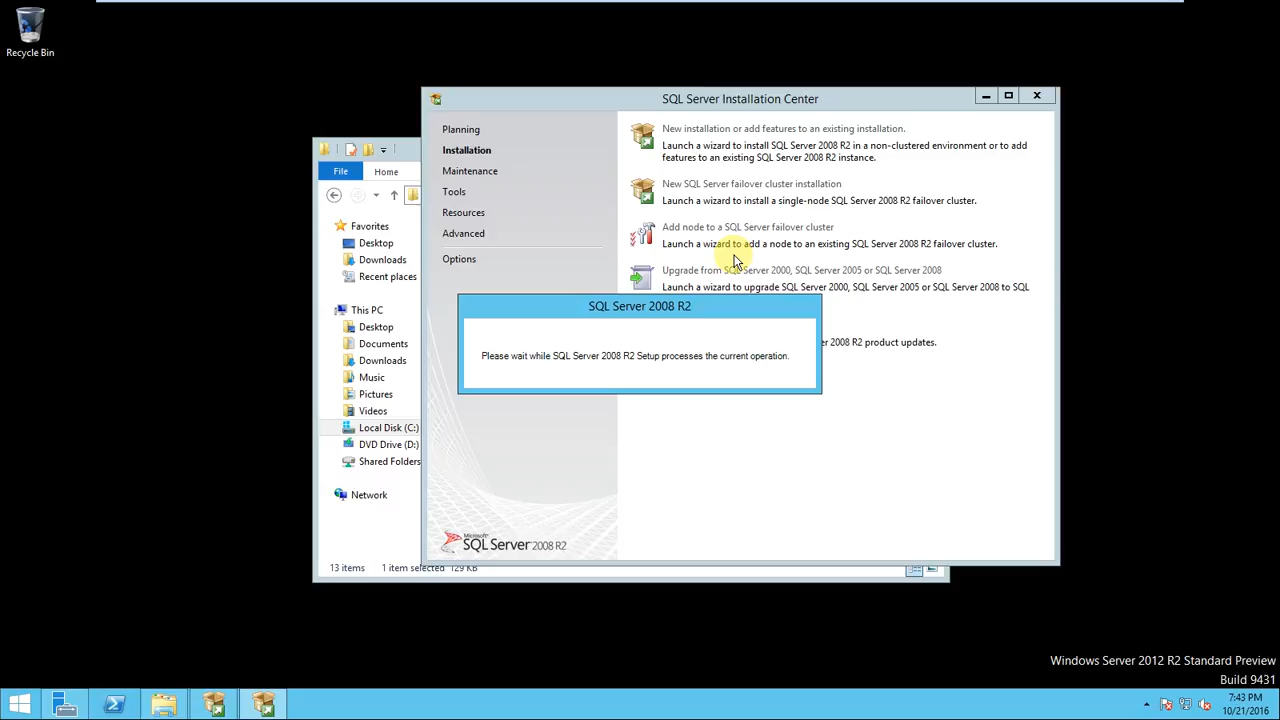 Recycle Bin
SQL Server Installation Center
Planning
Installation
Maintenance
Tools
Resources
Advanced
Options
New installation or add features to an existing installation.
Launch a wizard to install SQL Server 2008 R2 in a non-clustered environment or to add
features to an existing SQL Server 2008 R2 instance.
New SQL Server failover cluster installation
Launch a wizard to install a single-node SQL Server 2008 R2 failover cluster.
Add node to a SQL Server failover cluster
Launch a wizard to add a node to an existing SQL Server 2008 R2 failover cluster.
Upgrade from SQL Server 2000, SQL Server 2005 or SQL Server 2008
Launch a wizard to upgrade SQL Server 2000, SQL Server 2005 or SQL Server 2008 to SQL
2008 R2 product updates.
SQL Server 2008 R2
Please wait while SQL Server 2008 R2 Setup processes the current operation.
Microsoft
SQL Server 2008 R2
File
Home
Favorites
Desktop
Downloads
Recent places
This PC
Desktop
Documents
Downloads
Music
Pictures
Videos
Local Disk (C:)
DVD Drive (D:)
Shared Folders
Network
13 items
1 item selected 129 KB
Windows Server 2012 R2 Standard Preview
Build 9431
7:43 PM
10/21/2016